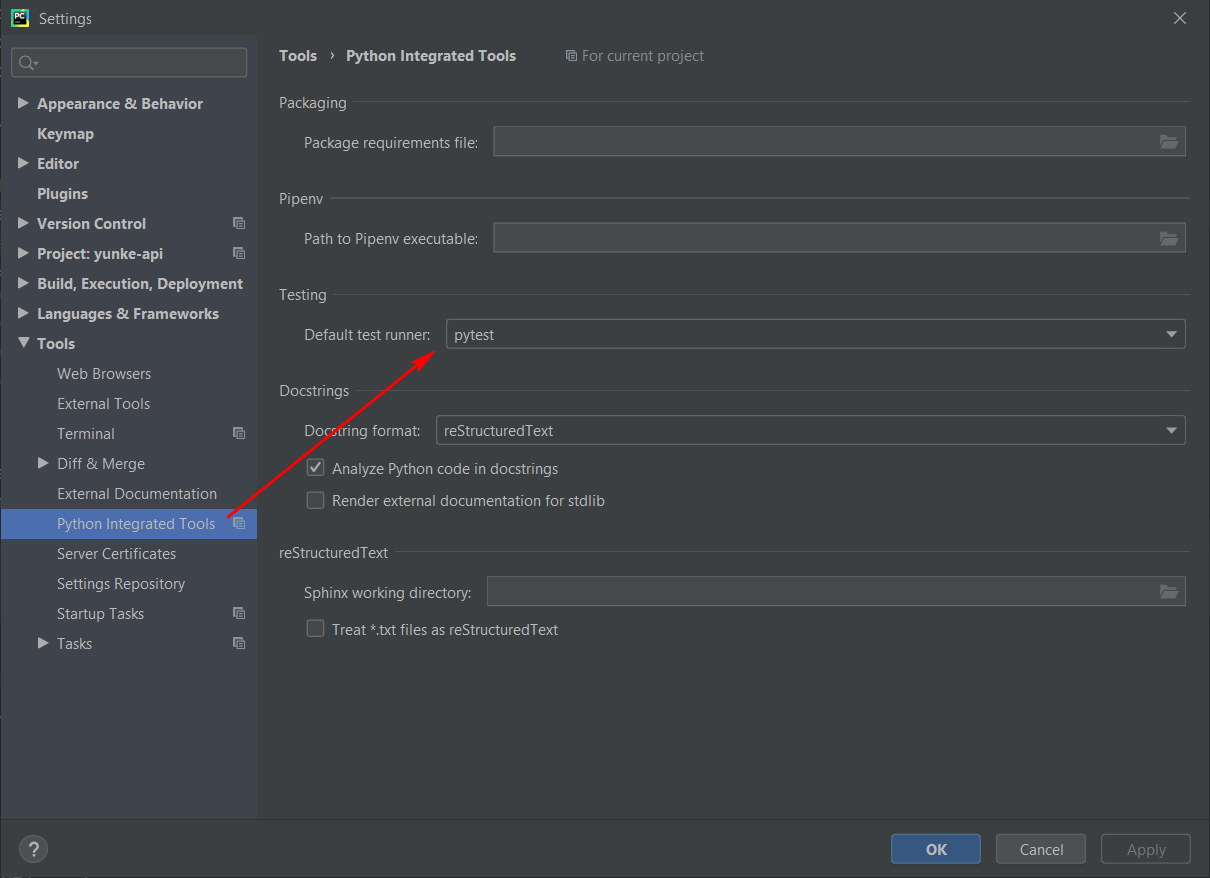 Settings
Tools › Python Integrated Tools For current project
Appearance & Behavior
Keymap
Editor
Plugins
Version Control
Project: yunke-api
Build, Execution, Deployment
Languages & Frameworks
Tools
Web Browsers
External Tools
Terminal
Diff & Merge
External Documentation
Python Integrated Tools
Server Certificates
Settings Repository
Startup Tasks
Tasks
Packaging
Package requirements file:
Pipenv
Path to Pipenv executable:
Testing
Default test runner: pytest
Docstrings
Docstring format: reStructuredText
Analyze Python code in docstrings
Render external documentation for stdlib
reStructuredText
Sphinx working directory:
Treat *.txt files as reStructuredText
? OK Cancel Apply